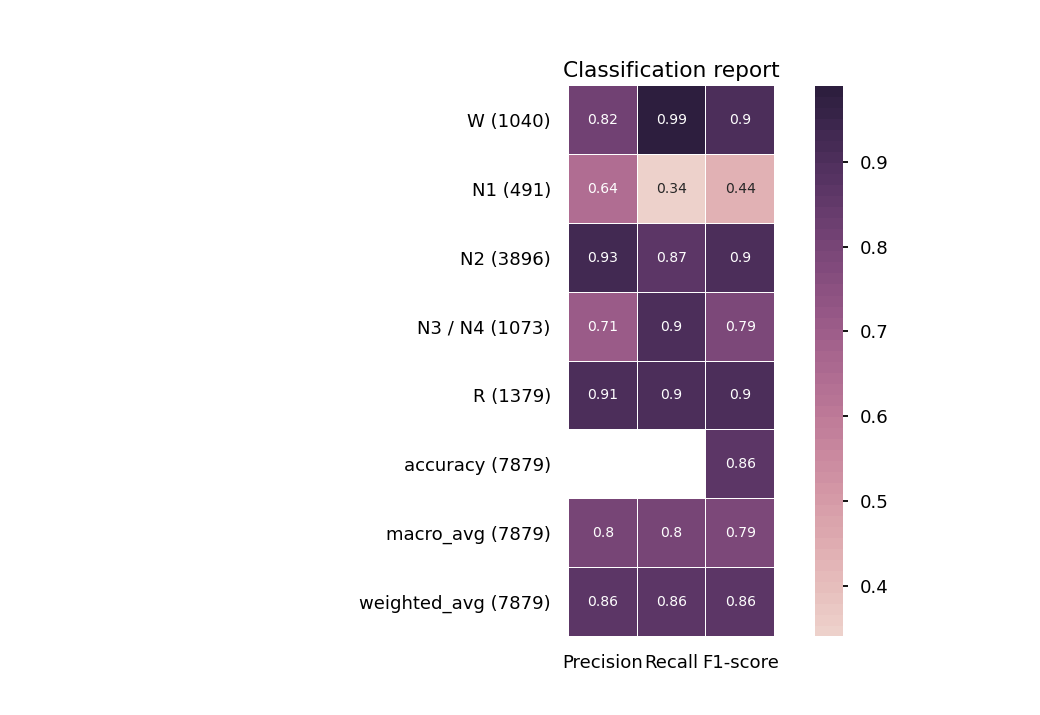 Classification report
W (1040) 0.82 0.99 0.9
N1 (491) 0.64 0.34 0.44
N2 (3896) 0.93 0.87 0.9
N3 / N4 (1073) 0.71 0.9 0.79
R (1379) 0.91 0.9 0.9
accuracy (7879) 0.86
macro_avg (7879) 0.8 0.8 0.79
weighted_avg (7879) 0.86 0.86 0.86
Precision Recall F1-score
0.9
0.8
0.7
0.6
0.5
0.4